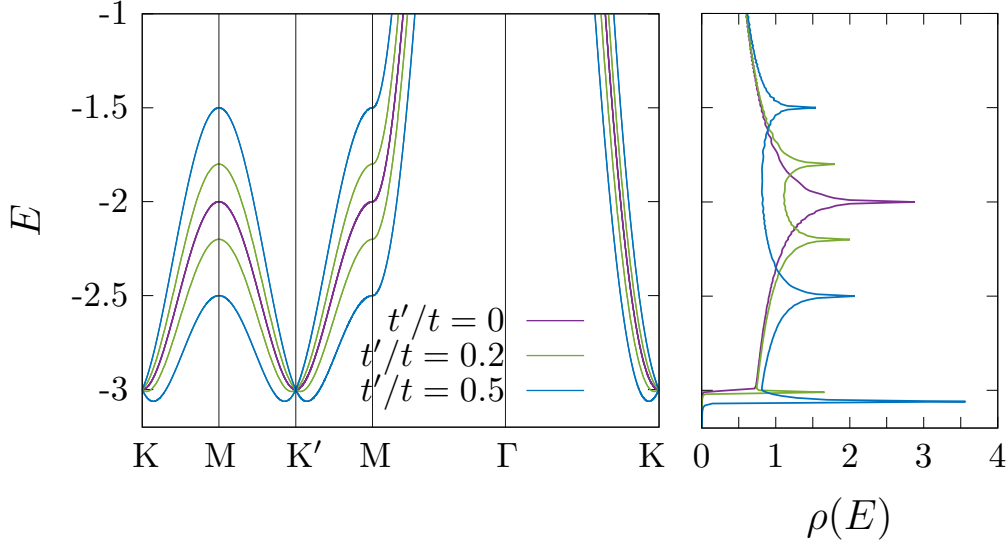 -1
-1.5
-2
-2.5
-3
E
K M K′ M Γ K
t′/t = 0
t′/t = 0.2
t′/t = 0.5
0 1 2 3 4
ρ(E)